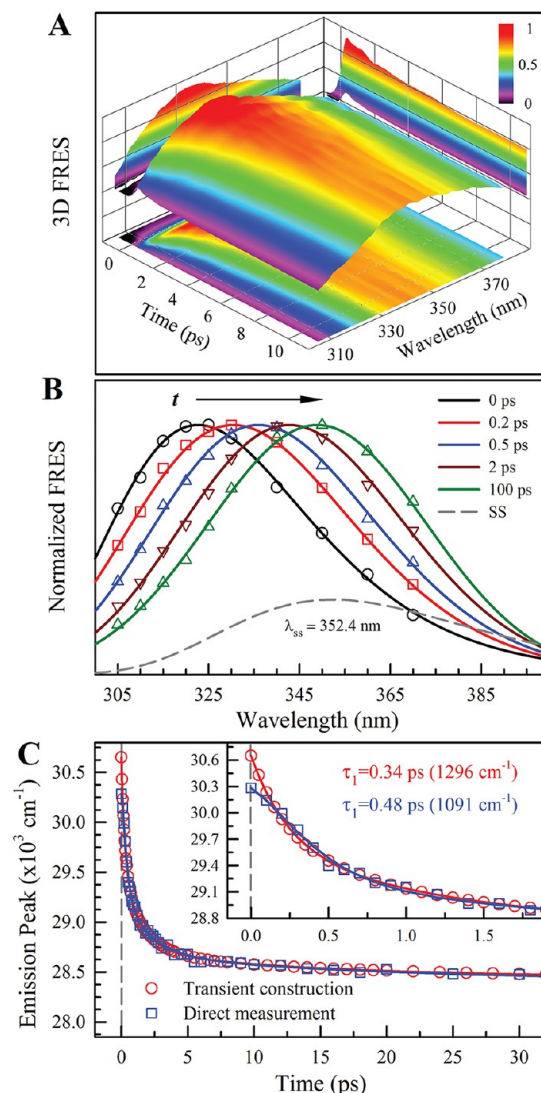 A
1
0.5
0
3D FRES
0 2 4 6 8 10
Time (ps)
310 330 350 370
Wavelength (nm)
B
t
0 ps
0.2 ps
0.5 ps
2 ps
100 ps
SS
λss = 352.4 nm
Normalized FRES
305 325 345 365 385
Wavelength (nm)
C
30.5
30.0
29.5
29.0
28.5
28.0
Emission Peak (x10³ cm⁻¹)
30.6
30.3
30.0
29.7
29.4
29.1
28.8
τ₁=0.34 ps (1296 cm⁻¹)
τ₁=0.48 ps (1091 cm⁻¹)
0.0 0.5 1.0 1.5
Transient construction
Direct measurement
0 5 10 15 20 25 30
Time (ps)